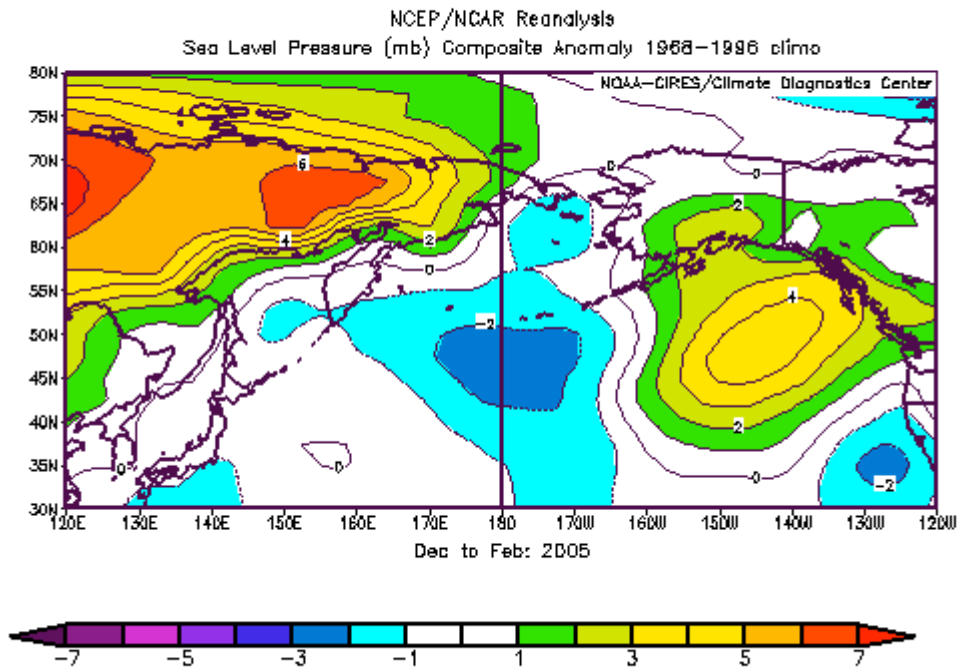 NCEP/NCAR Reanalysis
Sea Level Pressure (mb) Composite Anomaly 1968-1996 climo
NOAA-CIRES/Climate Diagnostics Center
80N
75N
70N
65N
60N
55N
50N
45N
40N
35N
30N
6
4
2
0
-2
0
0
-2
0
0
2
4
2
0
-2
120E 130E 140E 150E 160E 170E 180 170W 160W 150W 140W 130W 120W
Dec to Feb: 2005
-7 -5 -3 -1 1 3 5 7